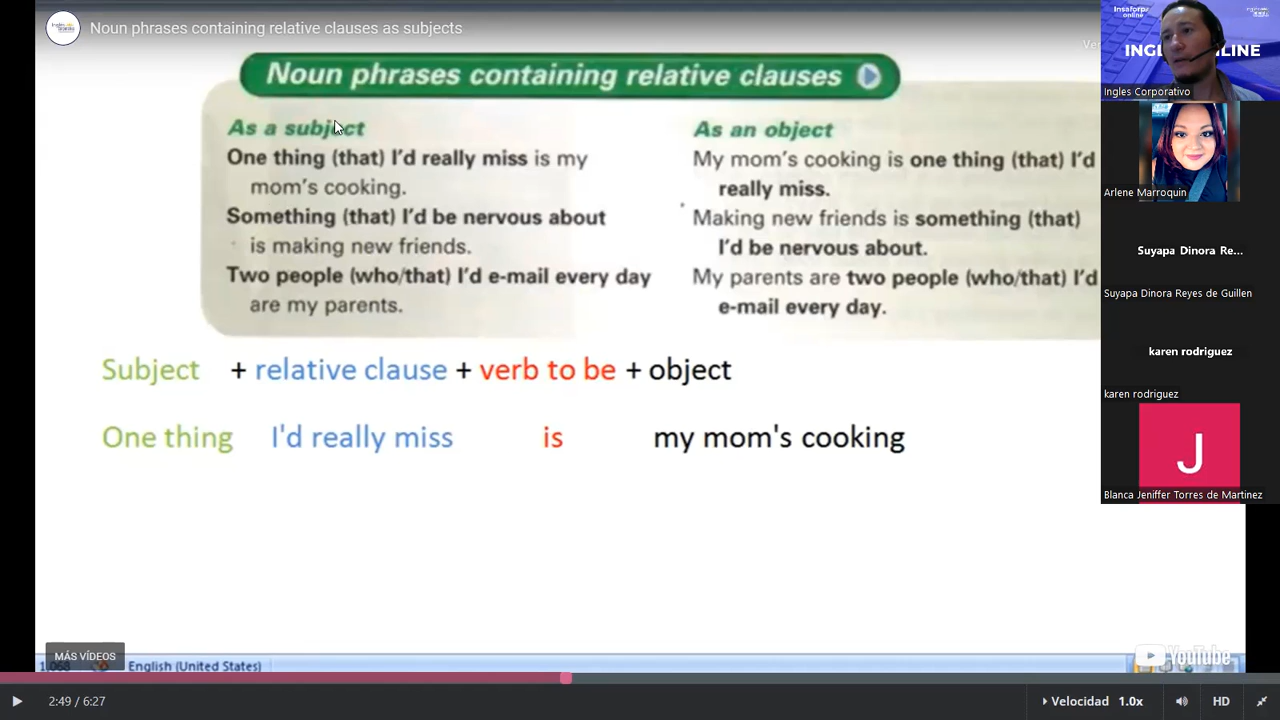 Noun phrases containing relative clauses as subjects
Noun phrases containing relative clauses
As a subject
One thing (that) I'd really miss is my
mom's cooking.
Something (that) I'd be nervous about
is making new friends.
Two people (who/that) I'd e-mail every day
are my parents.
As an object
My mom's cooking is one thing (that) I'd
really miss.
Making new friends is something (that)
I'd be nervous about.
My parents are two people (who/that) I'd
e-mail every day.
Subject + relative clause + verb to be + object
One thing I'd really miss is my mom's cooking
MÁS VÍDEOS
English (United States)
YouTube
2:49 / 6:27
Velocidad 1.0x
HD
Insaforp
online
Ingles Corporativo
Arlene Marroquin
Suyapa Dinora Re...
Suyapa Dinora Reyes de Guillen
karen rodriguez
karen rodriguez
J
Blanca Jeniffer Torres de Martinez